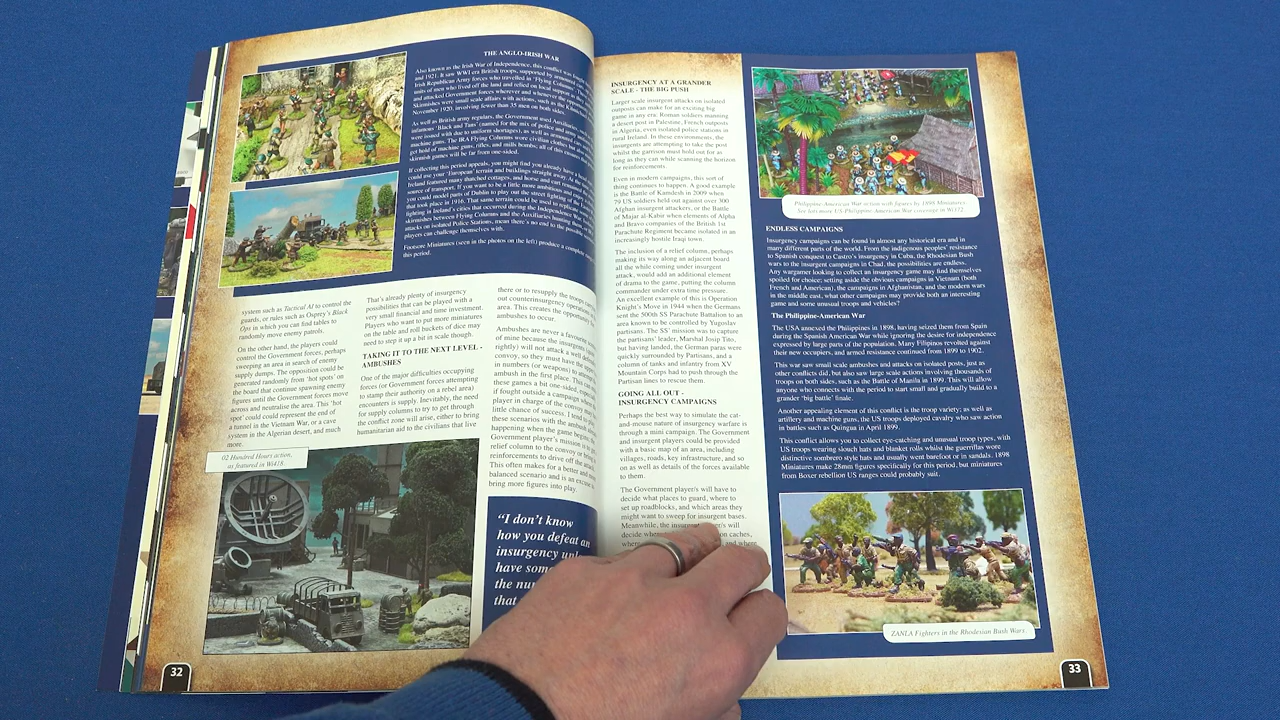 THE ANGLO-IRISH WAR
Also known as the Irish War of Independence, this conflict was fought
and 1921. It saw WWI era British troops, supported by armoured
Irish Republican Army forces who travelled in 'Flying Columns'
units of men who lived off the land and relied on local support
and attacked Government forces wherever and whenever the
Skirmishes were small scale affairs with actions, such as the
November 1920, involving fewer than 35 men on both sides.
As well as British army regulars, the Government used
infamous 'Black and Tans' (named for the mix of police and army
were issued with due to uniform shortages), as well as armoured
machine guns. The IRA Flying Columns wore civilian clothes but
get hold of machine guns, rifles, and mills bombs; all of this
skirmish games will be far from one-sided.
If collecting this period appeals, you might find you already have a
could use your 'European' terrain and buildings straight away. As the
Ireland featured many thatched cottages, and horse and cart remained the
source of transport. If you want to be a little more ambitious and
you could mould parts of Dublin to play out the street fighting of the
that took place in 1916. That same terrain could be used to
fighting in Ireland's cities that occurred during the Independence War.
skirmishes between Flying Columns and the Auxiliaries hunting
attacks on isolated Police Stations, mean there's no end to the
players can challenge themselves with.
Footsore Miniatures (seen in the photos on the left) produce a complete
this period.
system such as Tactical AI to control the
guards, or rules such as Osprey's Black
Ops in which you can find tables to
randomly move enemy patrols.
On the other hand, the players could
control the Government forces; perhaps
sweeping an area in search of enemy
supply dumps. The opposition could be
generated randomly from 'hot spots' on
the board that continue spawning enemy
figures until the Government forces move
across and neutralise the area. This 'hot
spot' could represent the end of
a tunnel in the Vietnam War, or a cave
system in the Algerian desert, and much
more.
02 Hundred Hours action,
as featured in Wi418.
That's already plenty of insurgency
possibilities that can be played with a
very small financial and time investment.
Players who want to put more miniatures
on the table and roll buckets of dice may
need to step it up a bit in scale though.
TAKING IT TO THE NEXT LEVEL -
AMBUSHES
One of the major difficulties occupying
forces (or Government forces attempting
to stamp their authority on a rebel area)
encounters is supply. Inevitably, the need
for supply columns to try to get through
the conflict zone will arise, either to bring
humanitarian aid to the civilians that live
there or to resupply the troops
out counterinsurgency operations
area. This creates the opportunity
ambushes to occur.
Ambushes are never a favourite
of mine because the insurgents
rightly) will not attack a well
convoy, so they must have the
in numbers (or weapons) to
ambush in the first place. This
these games a bit one-sided,
if fought outside a campaign
player in charge of the convoy may
little chance of success. I tend
these scenarios with the ambush
happening when the game begins
Government player's mission
relief column to the convoy or bring
reinforcements to drive off the
This often makes for a better and
balanced scenario and is an excuse
bring more figures into play.
"I don't know
how you defeat an
insurgency unless
have some
the
that
32
INSURGENCY AT A GRANDER
SCALE - THE BIG PUSH
Larger scale insurgent attacks on isolated
outposts can make for an exciting big
game in any era. Roman soldiers manning
a desert post in Palestine, French outposts
in Algeria, even isolated police stations in
rural Ireland. In these environments, the
insurgents are attempting to take the post
whilst the garrison must hold out for as
long as they can while scanning the horizon
for reinforcements.
Even in modern campaigns, this sort of
thing continues to happen. A good example
is the Battle of Kamdesh in 2009 when
79 US soldiers held out against over 300
Afghan insurgent attackers, or the Battle
of Majar al-Kabir when elements of Alpha
and Bravo companies of the British 1st
Parachute Regiment became isolated in an
increasingly hostile Iraqi town.
The inclusion of a relief column, perhaps
making its way along an adjacent board
all the while coming under insurgent
attack, would add an additional element
of drama to the game, putting the column
commander under extra time pressure.
An excellent example of this is Operation
Knight's Move in 1944 when the Germans
sent the 500th SS Parachute Battalion to an
area known to be controlled by Yugoslav
partisans. The SS' mission was to capture
the partisans' leader, Marshal Josip Tito,
but having landed, the German paras were
quickly surrounded by Partisans, and a
column of tanks and infantry from XV
Mountain Corps had to push through the
Partisan lines to rescue them.
GOING ALL OUT -
INSURGENCY CAMPAIGNS
Perhaps the best way to simulate the cat-
and-mouse nature of insurgency warfare is
through a mini campaign. The Government
and insurgent players could be provided
with a basic map of an area, including
villages, roads, key infrastructure, and so
on as well as details of the forces available
to them.
The Government player/s will have to
decide what places to guard, where to
set up roadblocks, and which areas they
might want to sweep for insurgent bases.
Meanwhile, the insurgent player/s will
decide where on caches,
where and where
Philippine-American War action with figures by 1898 Miniatures.
See lots more US Philippine-American War coverage in Wi372.
ENDLESS CAMPAIGNS
Insurgency campaigns can be found in almost any historical era and in
many different parts of the world. From the indigenous peoples' resistance
to Spanish conquest to Castro's insurgency in Cuba, the Rhodesian Bush
wars to the insurgent campaigns in Chad, the possibilities are endless.
Any wargamer looking to collect an insurgency game may find themselves
spoiled for choice; setting aside the obvious campaigns in Vietnam (both
French and American), the campaigns in Afghanistan, and the modern wars
in the middle east, what other campaigns may provide both an interesting
game and some unusual troops and vehicles?
The Philippine-American War
The USA annexed the Philippines in 1898, having seized them from Spain
during the Spanish American War while ignoring the desire for independence
expressed by large parts of the population. Many Filipinos revolted against
their new occupiers, and armed resistance continued from 1899 to 1902.
This war saw small scale ambushes and attacks on isolated posts, just as
other conflicts did, but also saw large scale actions involving thousands of
troops on both sides, such as the Battle of Manila in 1899. This will allow
anyone who connects with the period to start small and gradually build to a
grander 'big battle' finale.
Another appealing element of this conflict is the troop variety; as well as
artillery and machine guns, the US troops deployed cavalry who saw action
in battles such as Quingua in April 1899.
This conflict allows you to collect eye-catching and unusual troop types, with
US troops wearing slouch hats and blanket rolls whilst the guerrillas wore
distinctive sombrero style hats and usually went barefoot or in sandals. 1898
Miniatures make 28mm figures specifically for this period, but miniatures
from Boxer rebellion US ranges could probably suit.
ZANLA Fighters in the Rhodesian Bush Wars.
33